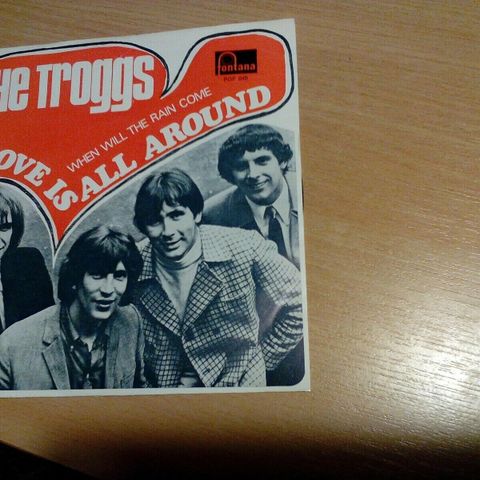 HE TROGGS
fontana
WHEN WILL THE RAIN COME
OVE IS ALL AROUND